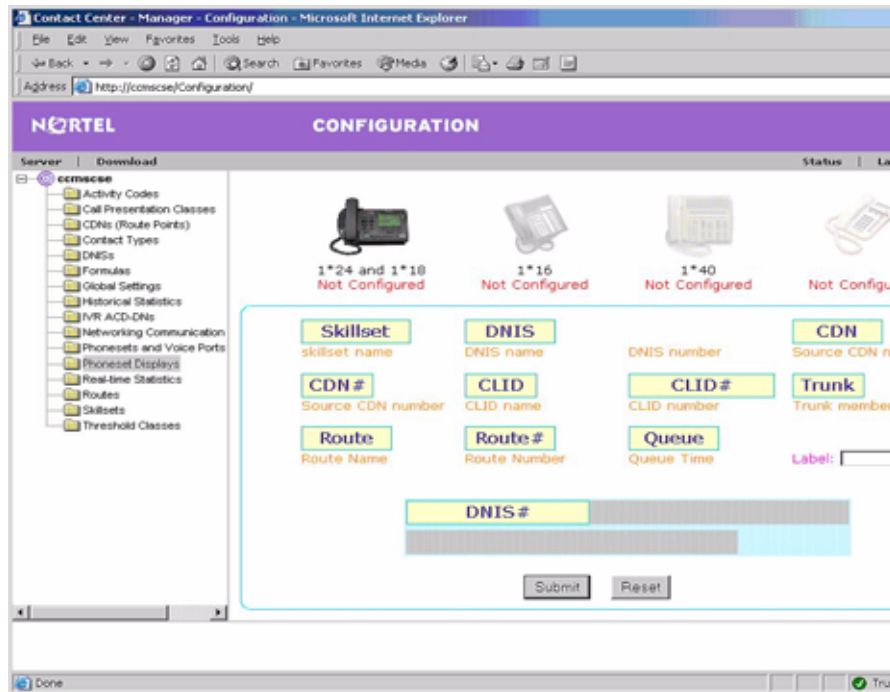 Contact Center - Manager - Configuration - Microsoft Internet Explorer
File Edit View Favorites Tools Help
Back Search Favorites Media
Address http://ccmscse/Configuration/
NORTEL CONFIGURATION
Server | Download Status | La
ccmscse
Activity Codes
Call Presentation Classes
CDNs (Route Points)
Contact Types
DNISs
Formulas
Global Settings
Historical Statistics
IVR ACD-DNs
Networking Communication
Phonesets and Voice Ports
Phoneset Displays
Real-time Statistics
Routes
Skillsets
Threshold Classes
1*24 and 1*18 1*16 1*40
Not Configured Not Configured Not Configured Not Configu
Skillset DNIS CDN
skillset name DNIS name DNIS number Source CDN n
CDN# CLID CLID# Trunk
Source CDN number CLID name CLID number Trunk member
Route Route# Queue
Route Name Route Number Queue Time Label:
DNIS#
Submit Reset
Done Tru